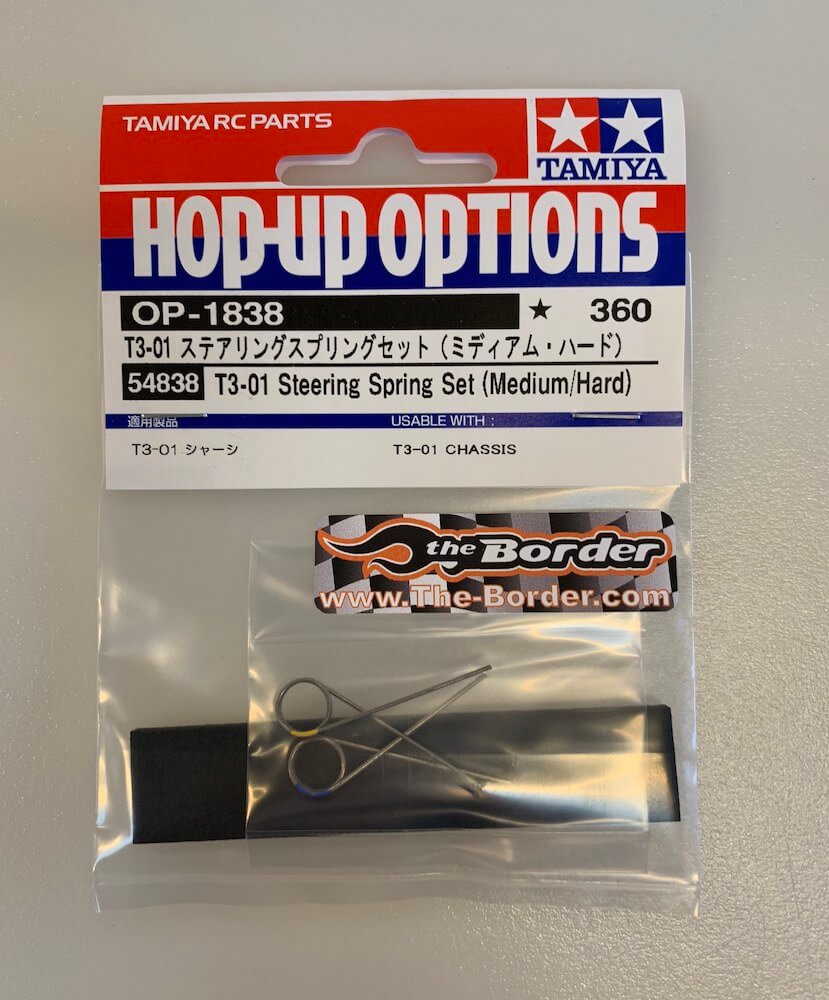 TAMIYA RC PARTS
TAMIYA
HOP-UP OPTIONS
OP-1838 ★ 360
T3-01 ステアリングスプリングセット（ミディアム・ハード）
54838 T3-01 Steering Spring Set (Medium/Hard)
適用製品 USABLE WITH :
T3-01 シャーシ T3-01 CHASSIS
the Border
www.The-Border.com